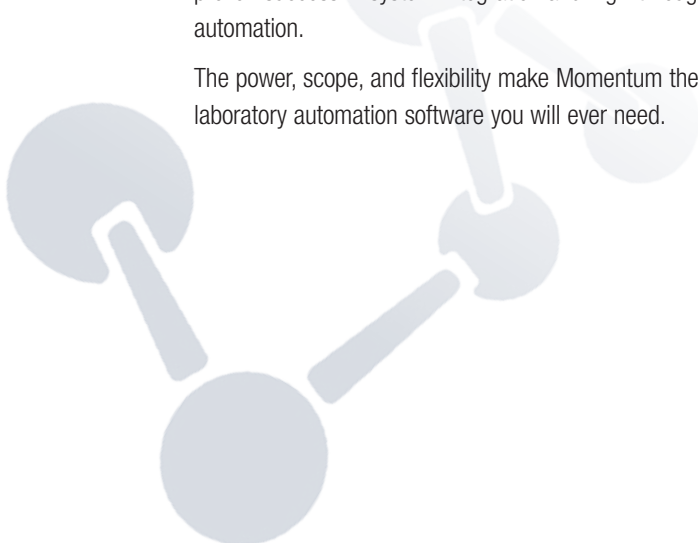 automation.
The power, scope, and flexibility make Momentum the
laboratory automation software you will ever need.